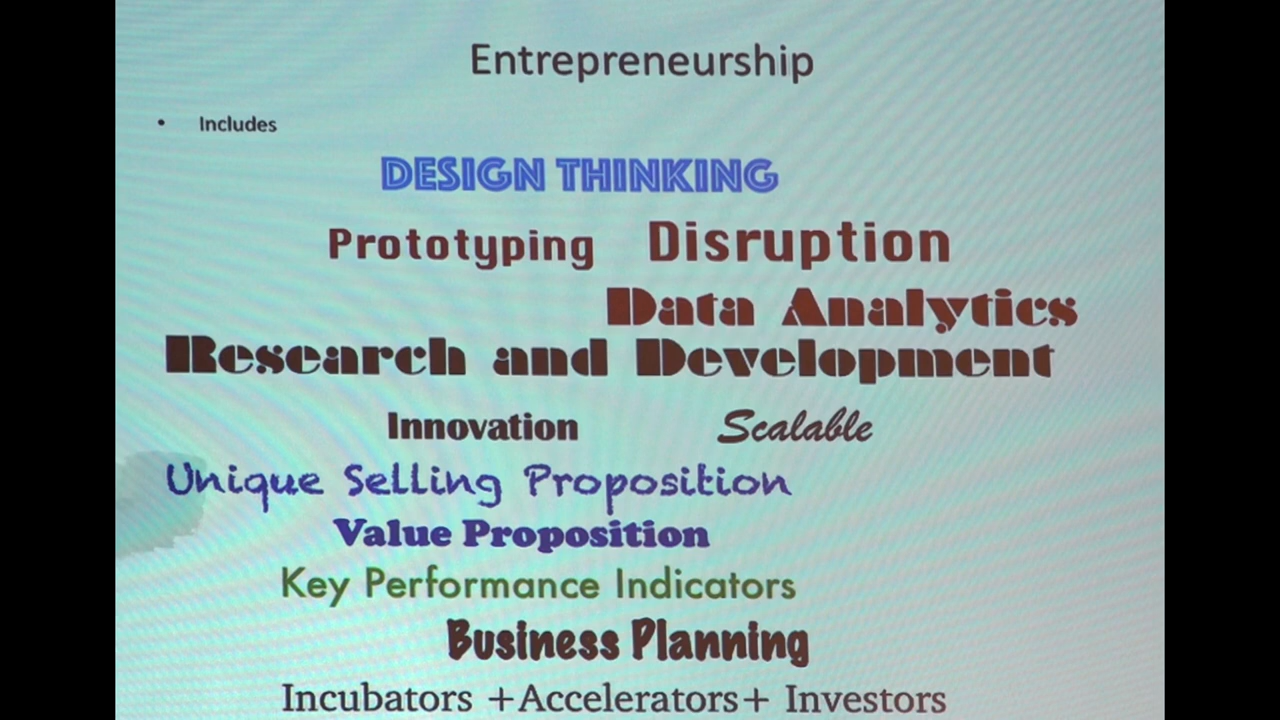 Entrepreneurship
• Includes
DESIGN THINKING
Prototyping Disruption
Data Analytics
Research and Development
Innovation Scalable
Unique Selling Proposition
Value Proposition
Key Performance Indicators
Business Planning
Incubators +Accelerators+ Investors